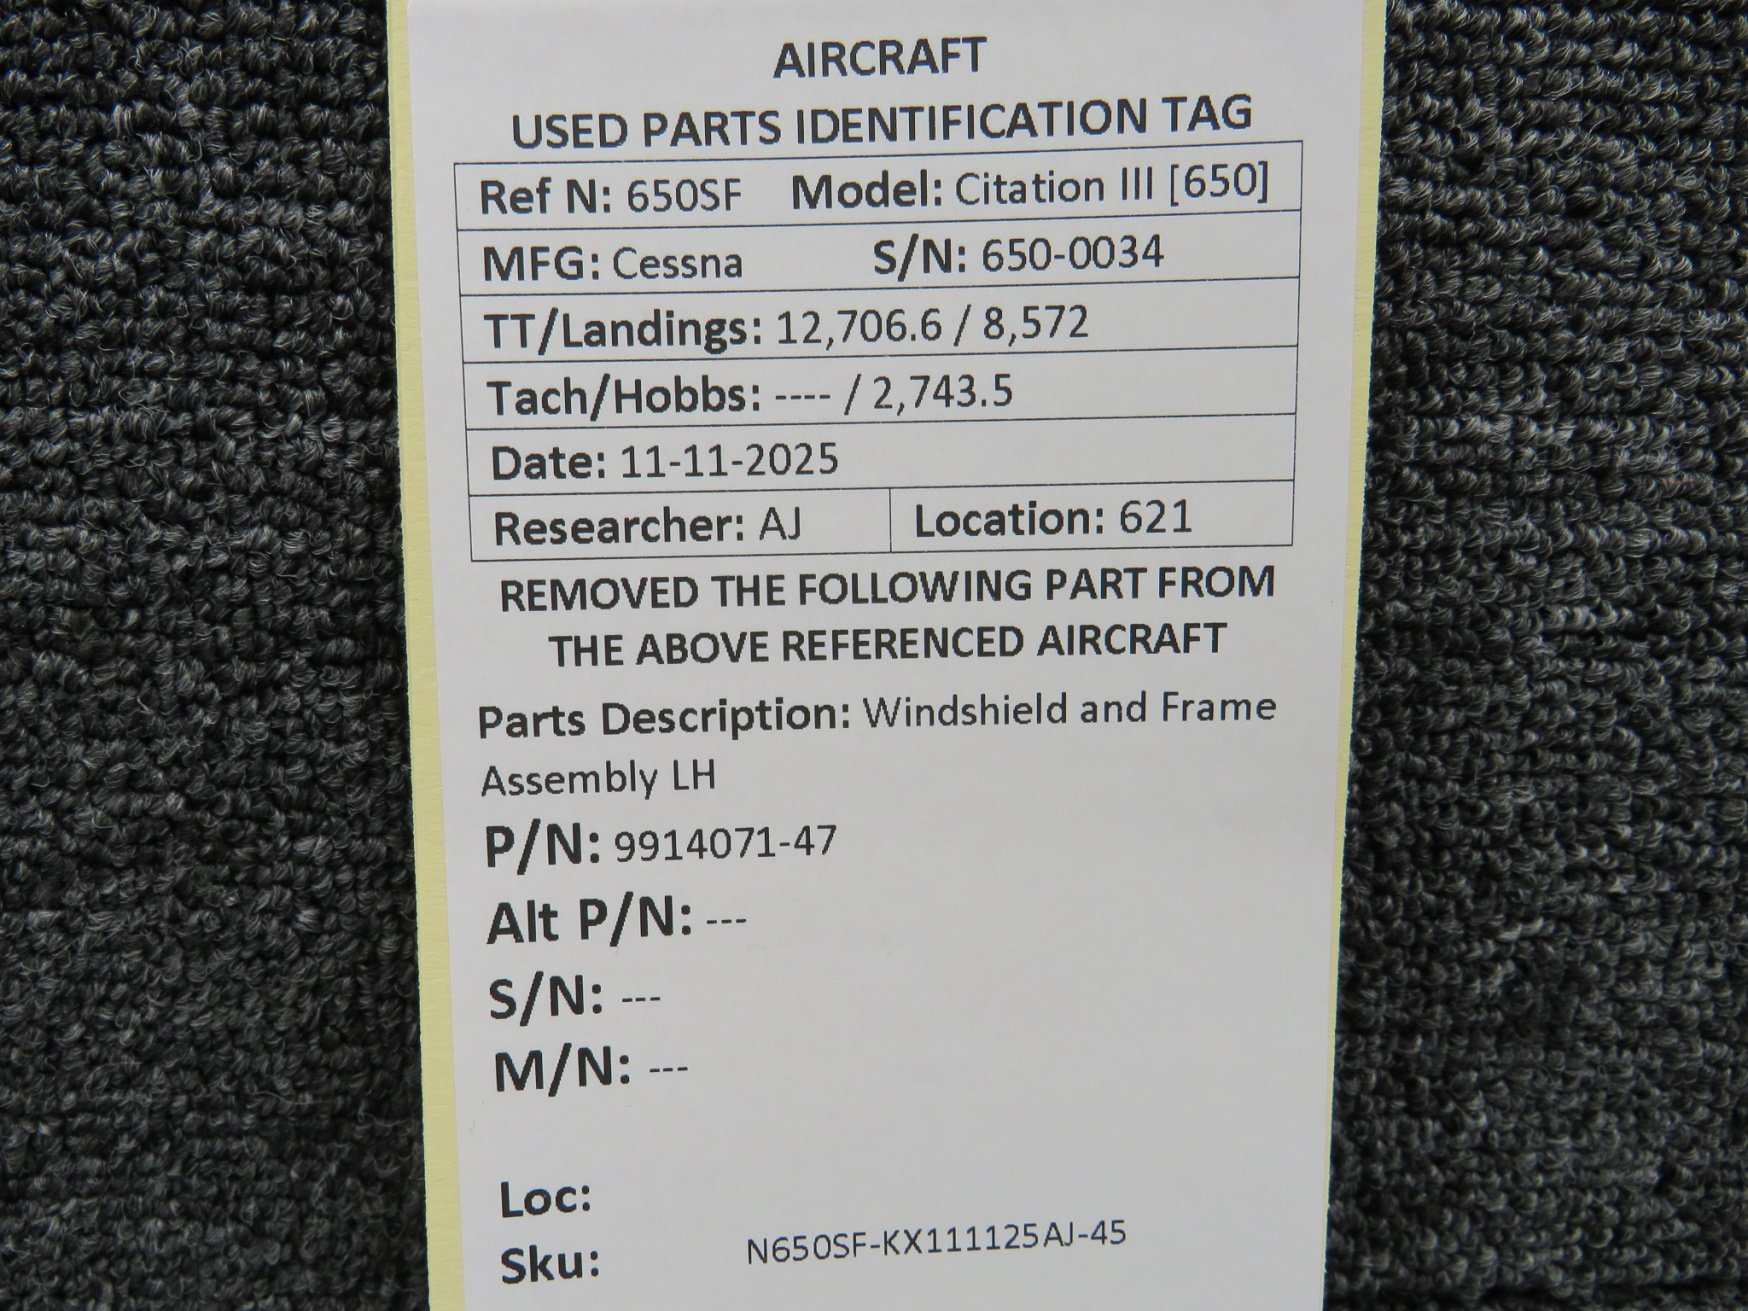 AIRCRAFT
USED PARTS IDENTIFICATION TAG
Ref N: 650SF Model: Citation III [650]
MFG: Cessna S/N: 650-0034
TT/Landings: 12,706.6 / 8,572
Tach/Hobbs: ---- / 2,743.5
Date: 11-11-2025
Researcher: AJ Location: 621
REMOVED THE FOLLOWING PART FROM
THE ABOVE REFERENCED AIRCRAFT
Parts Description: Windshield and Frame
Assembly LH
P/N: 9914071-47
Alt P/N: ---
S/N: ---
M/N: ---
Loc:
Sku: N650SF-KX111125AJ-45